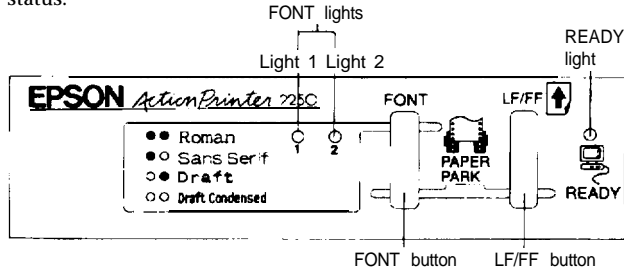 status.
FONT lights
READY
light
Light 1 Light 2
EPSON ActionPrinter 2250
FONT
LF/FF
●● Roman
●○ Sans Serif
○● Draft
○○ Draft Condensed
1 2
PAPER
PARK
READY
FONT button LF/FF button